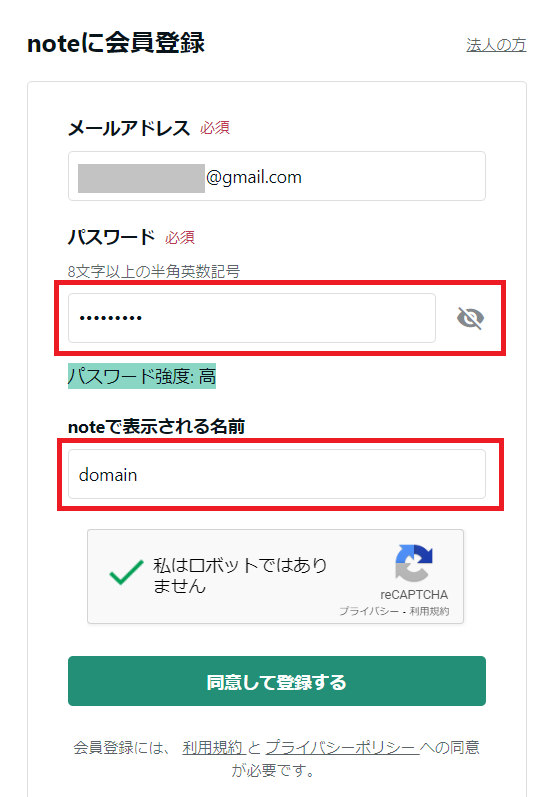 noteに会員登録
法人の方
メールアドレス 必須
@gmail.com
パスワード 必須
8文字以上の半角英数記号
•••••••••
パスワード強度: 高
noteで表示される名前
domain
私はロボットではあり
ません
reCAPTCHA
プライバシー - 利用規約
同意して登録する
会員登録には、 利用規約 と プライバシーポリシー への同意
が必要です。